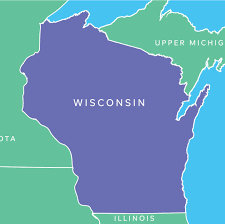 UPPER MICHIG
WISCONSIN
OTA
ILLINOIS